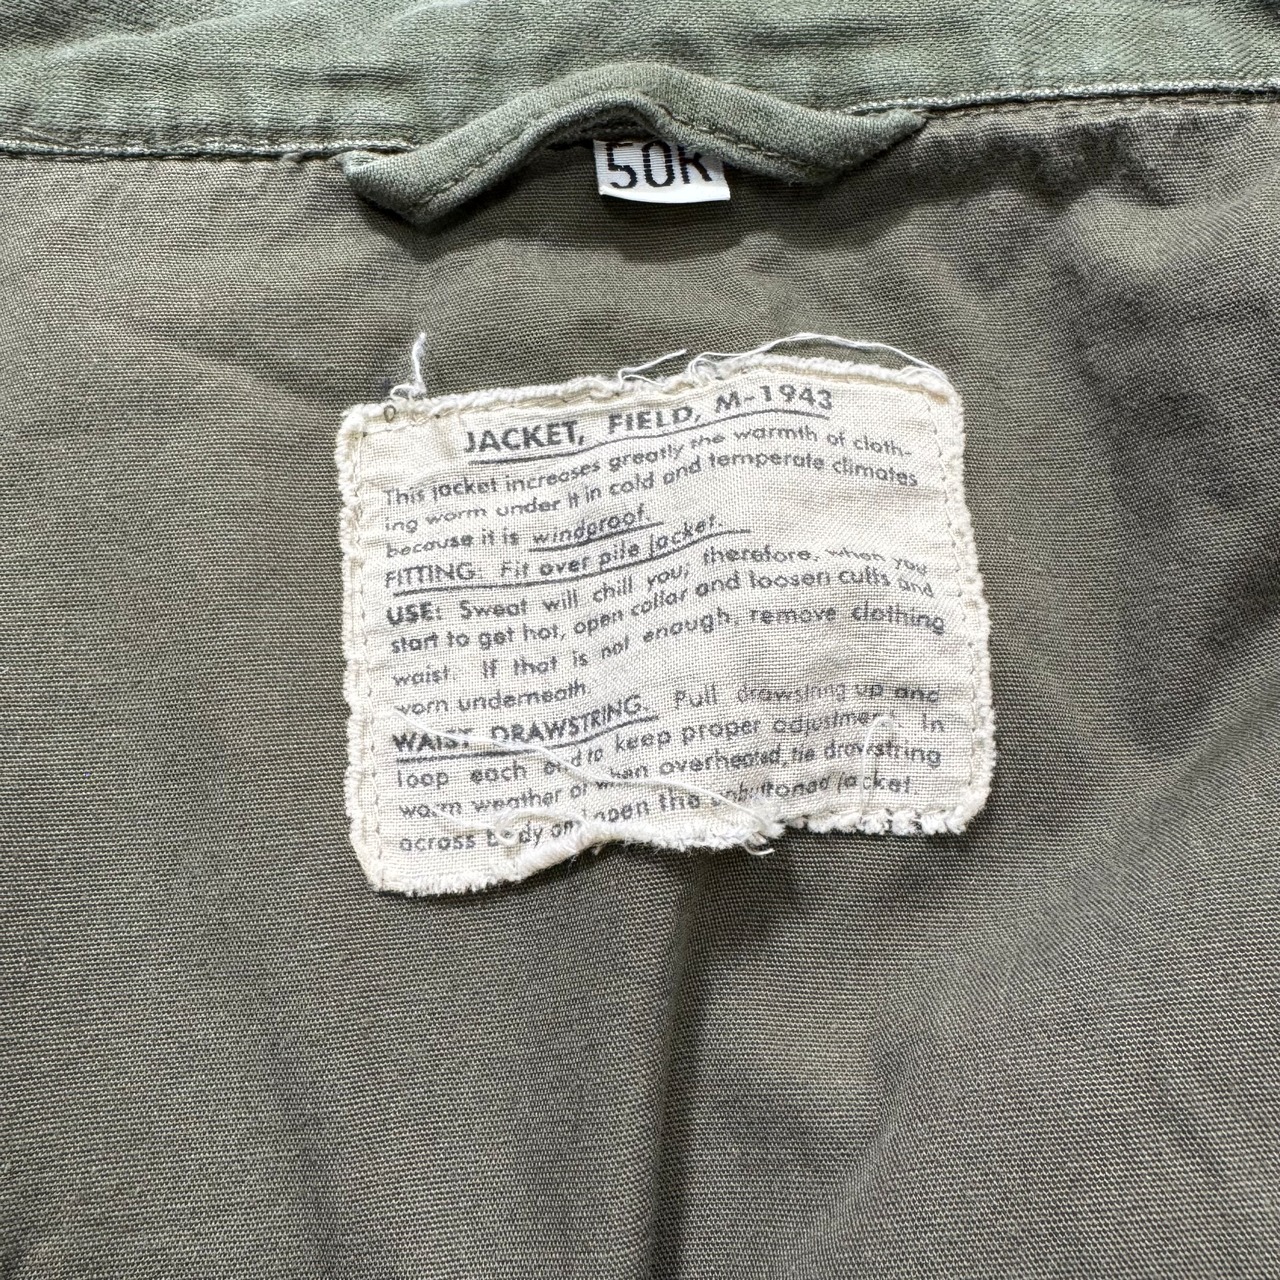 50R
JACKET, FIELD, M-1943
This jacket increases greatly the warmth of cloth-
ing worm under it in cold and temperate climates
because it is windproof.
FITTING: Fit over pile jacket.
USE: Sweat will chill you; therefore, when you
start to get hot, open collar and loosen cuffs and
waist. If that is not enough, remove clothing
worn underneath.
WAIST DRAWSTRING. Pull drawstring up and
loop each end to keep proper adjustment. In
warm weather or when overheated, tie drawstring
across body and open the unbuttoned jacket.